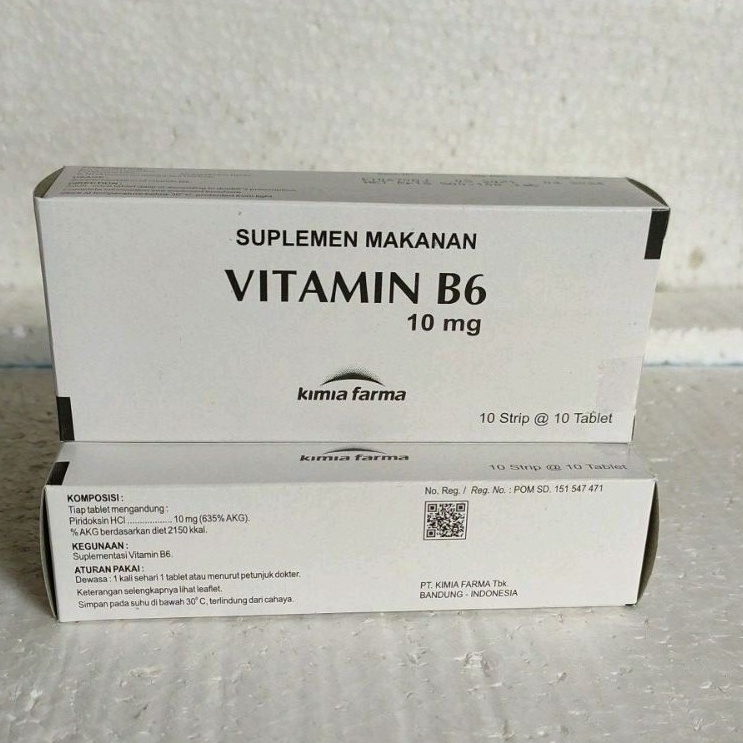 SUPLEMEN MAKANAN
VITAMIN B6
10 mg
kimia farma
10 Strip @ 10 Tablet
kimia farma
10 Strip @ 10 Tablet
KOMPOSISI :
Tiap tablet mengandung :
Piridoksin HCl .................. 10 mg (635% AKG).
% AKG berdasarkan diet 2150 kkal.
KEGUNAAN :
Suplementasi Vitamin B6.
ATURAN PAKAI :
Dewasa : 1 kali sehari 1 tablet atau menurut petunjuk dokter.
Keterangan selengkapnya lihat leaflet.
Simpan pada suhu di bawah 30° C, terlindung dari cahaya.
No. Reg. / Reg. No. : POM SD. 151 547 471
PT. KIMIA FARMA Tbk.
BANDUNG - INDONESIA